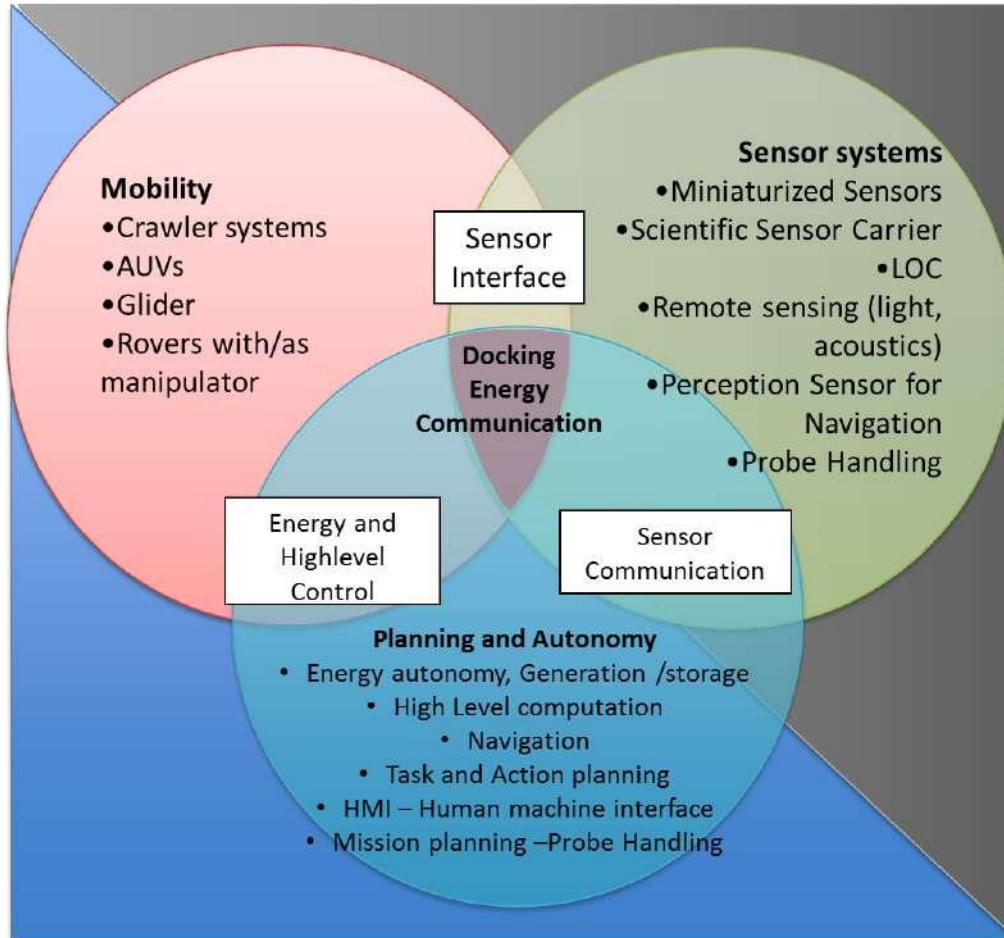 Mobility
•Crawler systems
•AUVs
•Glider
•Rovers with/as
manipulator
Sensor systems
•Miniaturized Sensors
•Scientific Sensor Carrier
•LOC
•Remote sensing (light,
acoustics)
•Perception Sensor for
Navigation
•Probe Handling
Sensor
Interface
Docking
Energy
Communication
Energy and
Highlevel
Control
Sensor
Communication
Planning and Autonomy
• Energy autonomy, Generation /storage
• High Level computation
• Navigation
• Task and Action planning
• HMI – Human machine interface
• Mission planning –Probe Handling